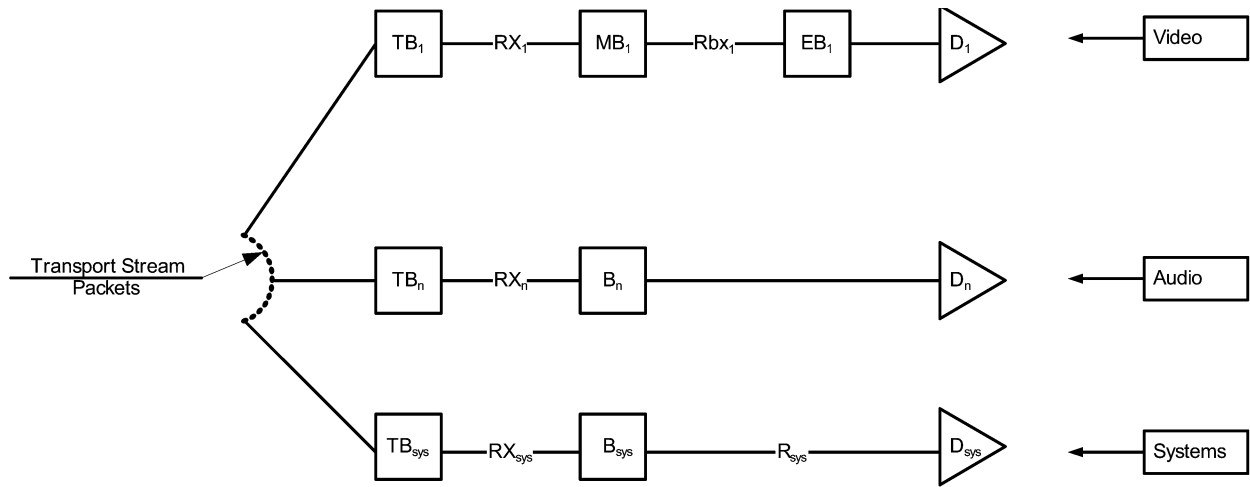 TB₁ RX₁ MB₁ Rbx₁ EB₁ D₁ Video
Transport Stream
Packets
TBₙ RXₙ Bₙ Dₙ Audio
TBsys RXsys Bsys Rsys Dsys Systems